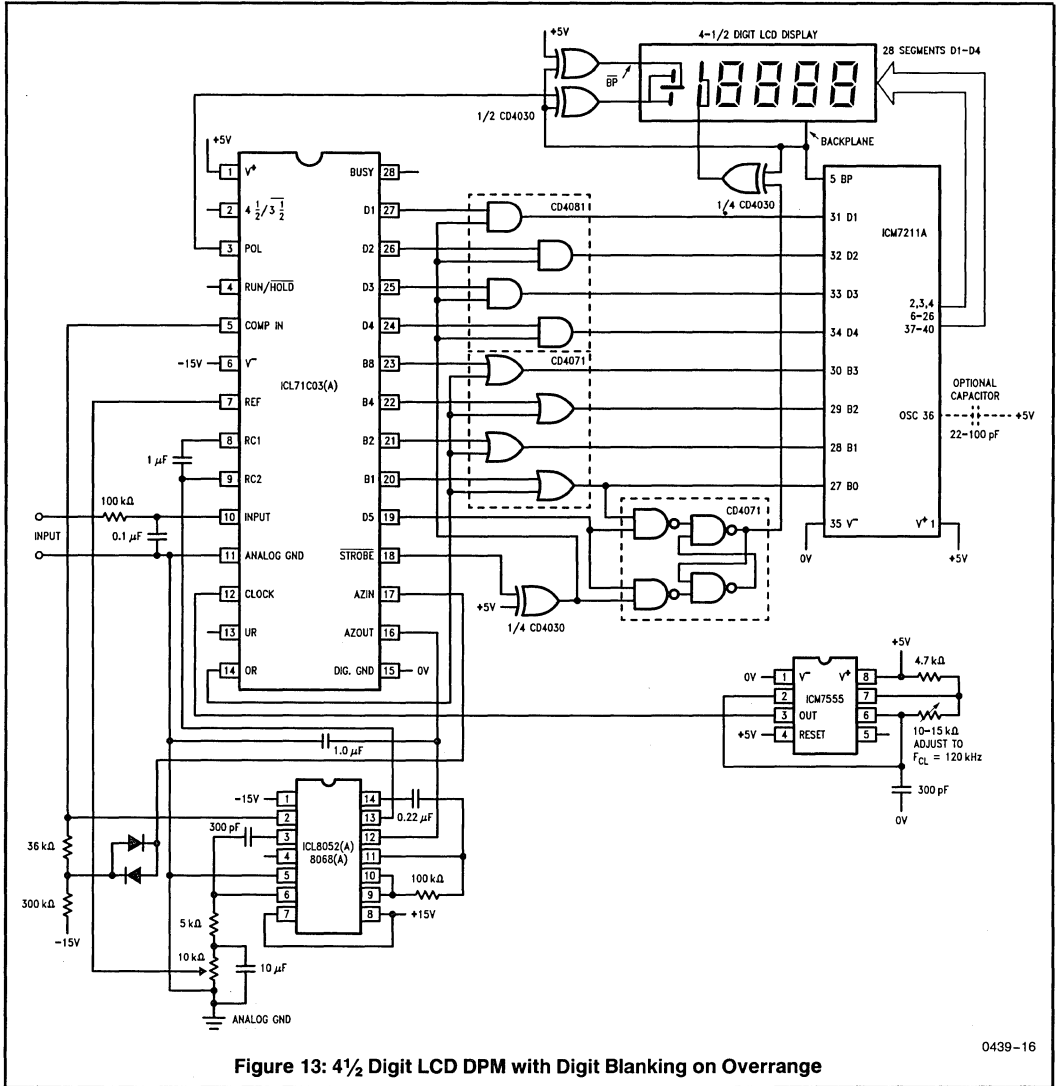 +5V
4-1/2 DIGIT LCD DISPLAY
28 SEGMENTS D1-D4
BP
1/2 CD4030
BACKPLANE
+5V
1 V+
2 4 1/2/3 1/2
3 POL
4 RUN/HOLD
5 COMP IN
-15V 6 V-
7 REF
8 RC1
9 RC2
10 INPUT
11 ANALOG GND
12 CLOCK
13 UR
14 OR
ICL71C03(A)
BUSY 28
D1 27
D2 26
D3 25
D4 24
B8 23
B4 22
B2 21
B1 20
D5 19
STROBE 18
AZIN 17
AZOUT 16
DIG. GND 15 0V
1 µF
100 kΩ
INPUT
0.1 µF
CD4081
CD4071
1/4 CD4030
5 BP
31 D1
ICM7211A
32 D2
33 D3
34 D4
2,3,4
6-26
37-40
30 B3
29 B2
28 B1
27 B0
OSC 36
OPTIONAL
CAPACITOR
+5V
22-100 pF
35 V-
V+ 1
0V
+5V
CD4071
+5V
1/4 CD4030
+5V
4.7 kΩ
0V 1 V-
V+ 8
ICM7555
2
7
3 OUT
6
+5V 4 RESET
5
10-15 kΩ
ADJUST TO
FCL = 120 kHz
300 pF
0V
1.0 µF
-15V 1
2
3
4
5
6
7
ICL8052(A)
8068(A)
14
13
12
11
10
9
8 +15V
0.22 µF
300 pF
100 kΩ
36 kΩ
300 kΩ
-15V
5 kΩ
10 kΩ
10 µF
ANALOG GND
0439-16
Figure 13: 4½ Digit LCD DPM with Digit Blanking on Overrange